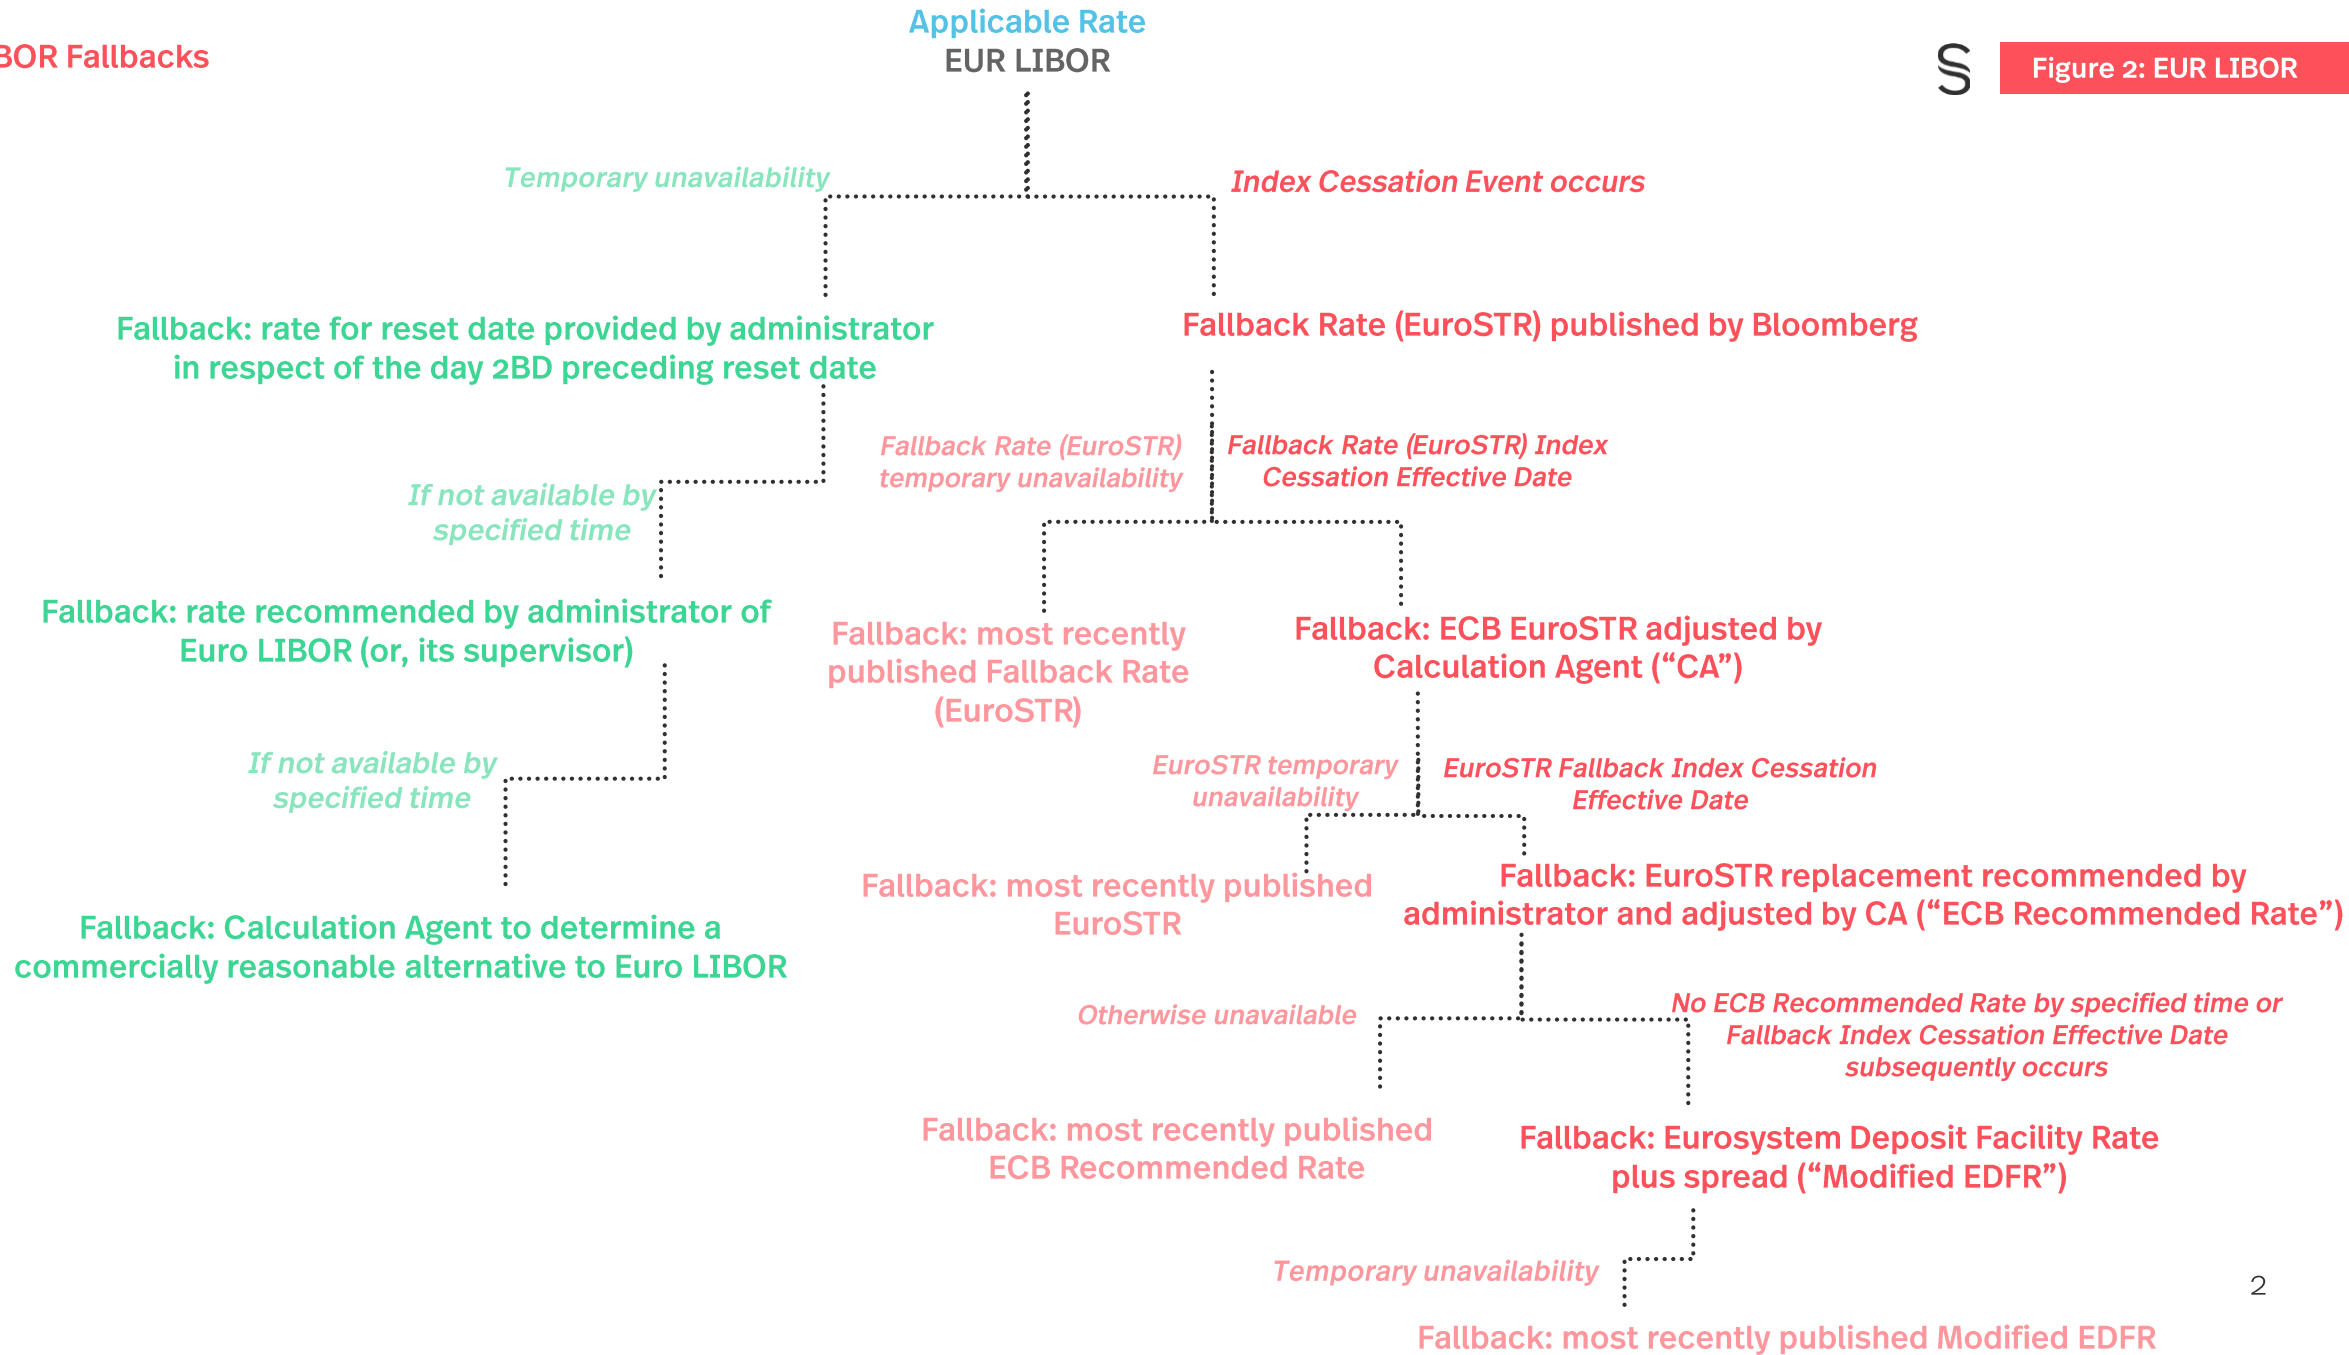 Applicable Rate
EUR LIBOR
BOR Fallbacks
Figure 2: EUR LIBOR
Temporary unavailability
Index Cessation Event occurs
Fallback: rate for reset date provided by administrator
in respect of the day 2BD preceding reset date
Fallback Rate (EuroSTR) published by Bloomberg
Fallback Rate (EuroSTR)
temporary unavailability
Fallback Rate (EuroSTR) Index
Cessation Effective Date
If not available by
specified time
Fallback: rate recommended by administrator of
Euro LIBOR (or, its supervisor)
Fallback: most recently
published Fallback Rate
(EuroSTR)
Fallback: ECB EuroSTR adjusted by
Calculation Agent (“CA”)
If not available by
specified time
EuroSTR temporary
unavailability
EuroSTR Fallback Index Cessation
Effective Date
Fallback: Calculation Agent to determine a
commercially reasonable alternative to Euro LIBOR
Fallback: most recently published
EuroSTR
Fallback: EuroSTR replacement recommended by
administrator and adjusted by CA (“ECB Recommended Rate”)
Otherwise unavailable
No ECB Recommended Rate by specified time or
Fallback Index Cessation Effective Date
subsequently occurs
Fallback: most recently published
ECB Recommended Rate
Fallback: Eurosystem Deposit Facility Rate
plus spread (“Modified EDFR”)
Temporary unavailability
Fallback: most recently published Modified EDFR
2